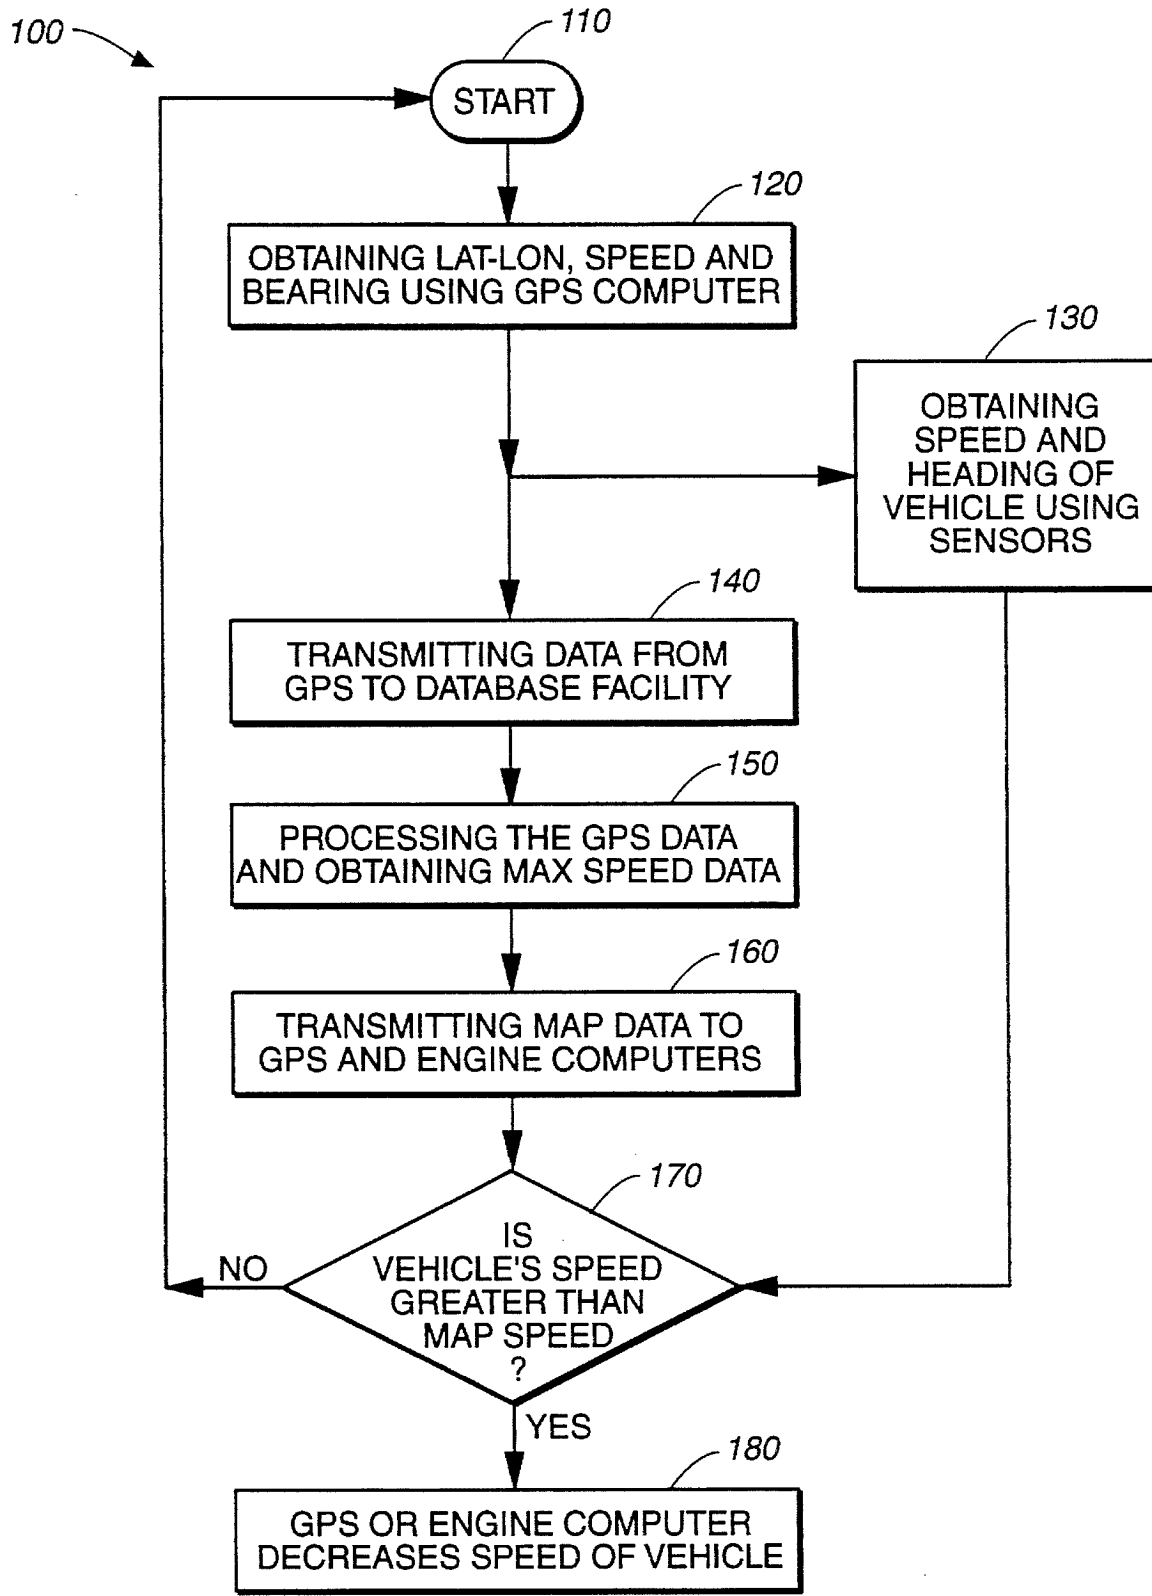 100
110
START
120
OBTAINING LAT-LON, SPEED AND
BEARING USING GPS COMPUTER
130
OBTAINING
SPEED AND
HEADING OF
VEHICLE USING
SENSORS
140
TRANSMITTING DATA FROM
GPS TO DATABASE FACILITY
150
PROCESSING THE GPS DATA
AND OBTAINING MAX SPEED DATA
160
TRANSMITTING MAP DATA TO
GPS AND ENGINE COMPUTERS
170
IS
VEHICLE'S SPEED
GREATER THAN
MAP SPEED
?
NO
YES
180
GPS OR ENGINE COMPUTER
DECREASES SPEED OF VEHICLE